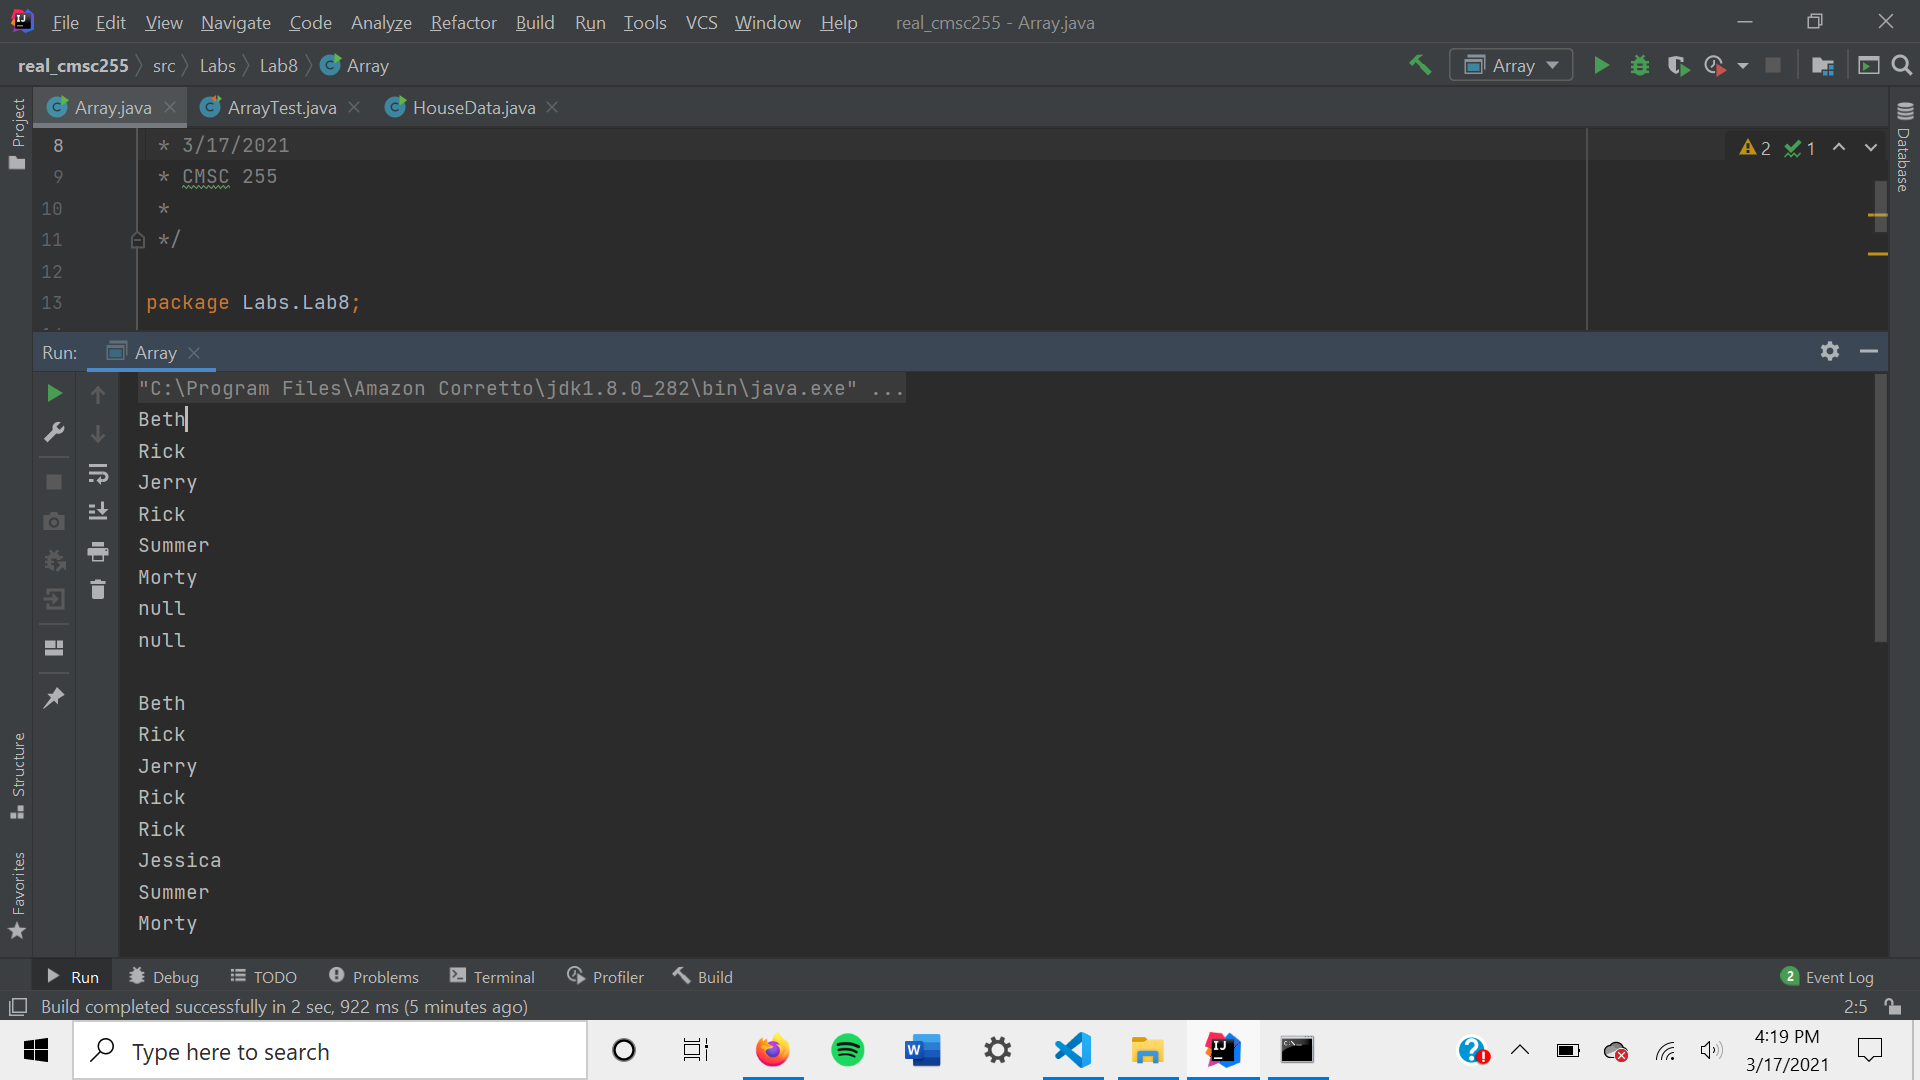 File Edit View Navigate Code Analyze Refactor Build Run Tools VCS Window Help real_cmsc255 - Array.java
real_cmsc255 src Labs Lab8 Array Array
Project Array.java ArrayTest.java HouseData.java
8 * 3/17/2021 2 1
9 * CMSC 255
10 *
11 */
12
13 package Labs.Lab8;
Database
Run: Array
"C:\Program Files\Amazon Corretto\jdk1.8.0_282\bin\java.exe" ...
Beth
Rick
Jerry
Rick
Summer
Morty
null
null
Beth
Rick
Jerry
Rick
Rick
Jessica
Summer
Morty
Structure
Favorites
Run Debug TODO Problems Terminal Profiler Build 2 Event Log
Build completed successfully in 2 sec, 922 ms (5 minutes ago) 2:5
Type here to search 4:19 PM
3/17/2021